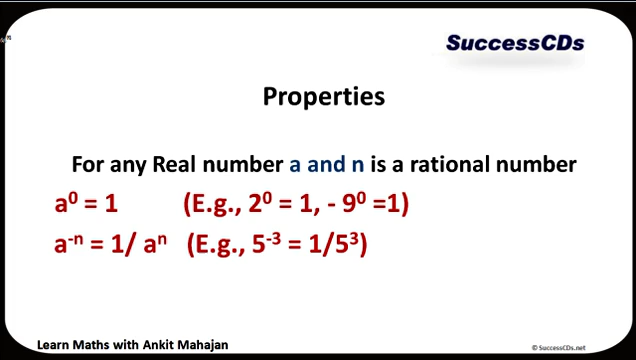 SuccessCDs
Properties
For any Real number a and n is a rational number
a⁰ = 1 (E.g., 2⁰ = 1, - 9⁰ =1)
a⁻ⁿ = 1/ aⁿ (E.g., 5⁻³ = 1/5³)
Learn Maths with Ankit Mahajan
© SuccessCDs.net